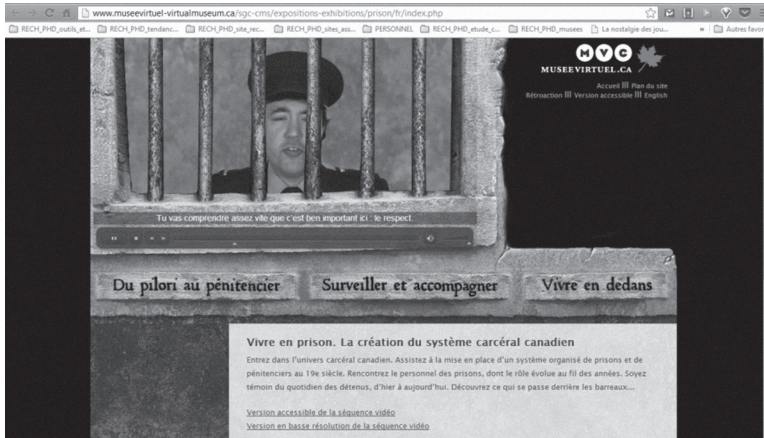 www.museevirtuel-virtualmuseum.ca/sgc-cms/expositions-exhibitions/prison/fr/index.php
RECH_PHD_outils_et... RECH_PHD_tendanc... RECH_PHD_site_rec... RECH_PHD_sites_ass... PERSONNEL RECH_PHD_etude_c... RECH_PHD_musees La nostalgie des jou... » Autres favor
MVC
MUSEEVIRTUEL.CA
Accueil III Plan du site
Rétroaction III Version accessible III English
Tu vas comprendre assez vite que c'est ben important ici : le respect.
Du pilori au pénitencier Surveiller et accompagner Vivre en dedans
Vivre en prison. La création du système carcéral canadien
Entrez dans l'univers carcéral canadien. Assistez à la mise en place d'un système organisé de prisons et de
pénitenciers au 19e siècle. Rencontrez le personnel des prisons, dont le rôle évolue au fil des années. Soyez
témoin du quotidien des détenus, d'hier à aujourd'hui. Découvrez ce qui se passe derrière les barreaux...
Version accessible de la séquence vidéo
Version en basse résolution de la séquence vidéo